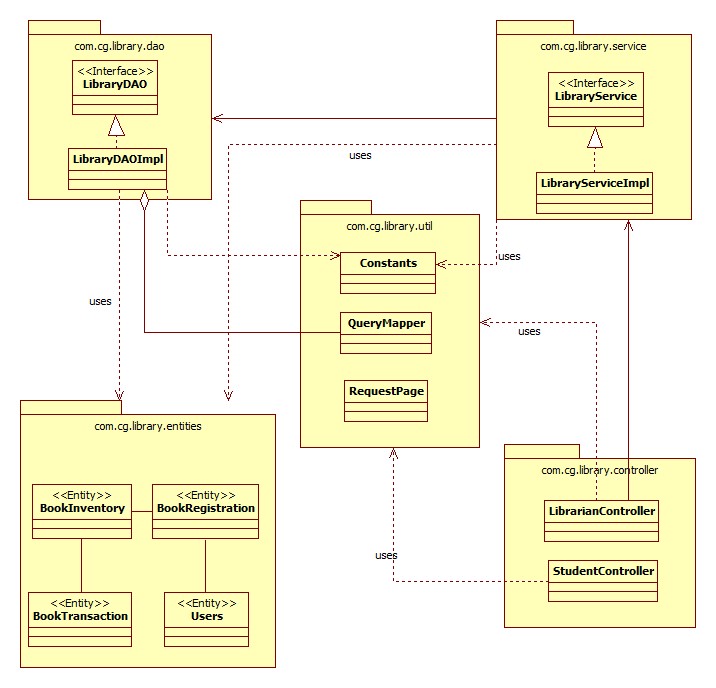 com.cg.library.dao
<<Interface>>
LibraryDAO
LibraryDAOImpl
com.cg.library.service
<<Interface>>
LibraryService
LibraryServiceImpl
uses
com.cg.library.util
Constants
QueryMapper
RequestPage
uses
uses
uses
com.cg.library.entities
<<Entity>>
BookInventory
<<Entity>>
BookRegistration
<<Entity>>
BookTransaction
<<Entity>>
Users
com.cg.library.controller
LibrarianController
StudentController
uses